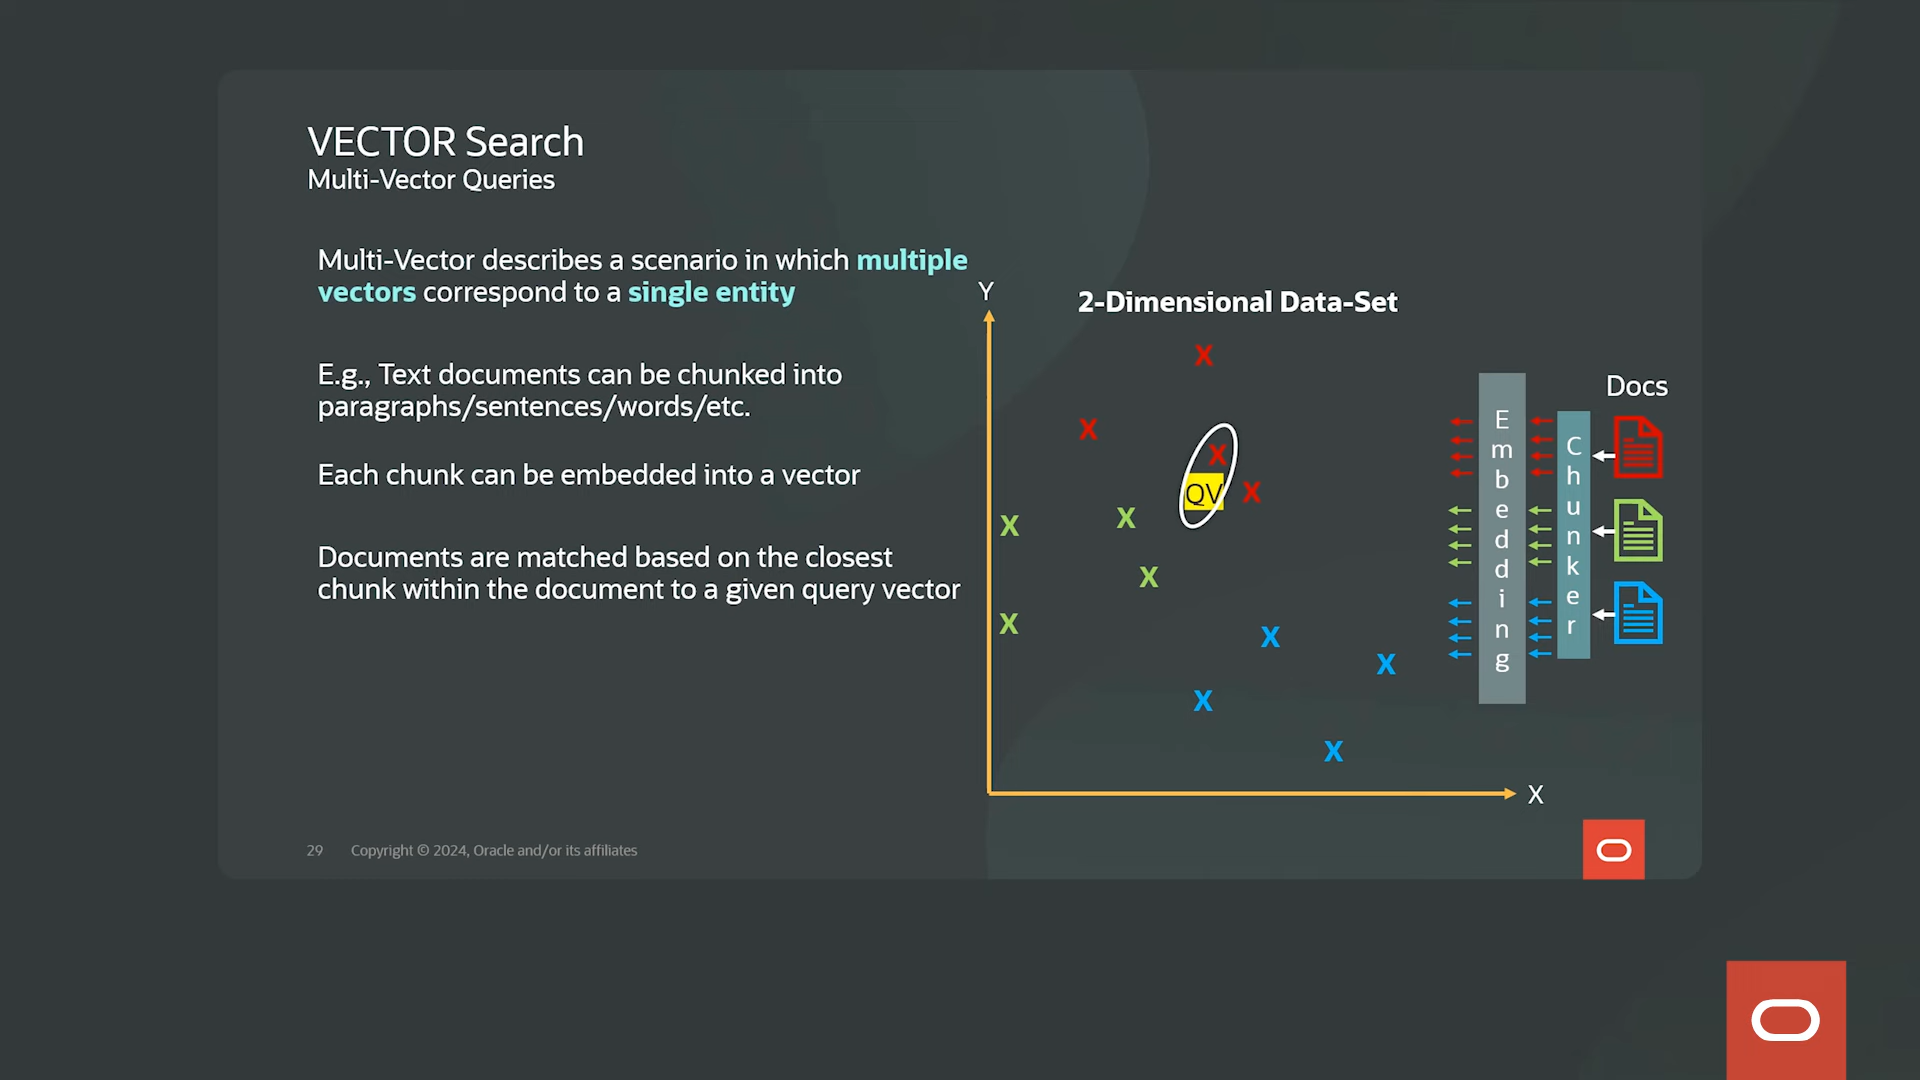 VECTOR Search
Multi-Vector Queries
Multi-Vector describes a scenario in which multiple
vectors correspond to a single entity
E.g., Text documents can be chunked into
paragraphs/sentences/words/etc.
Each chunk can be embedded into a vector
Documents are matched based on the closest
chunk within the document to a given query vector
Y
2-Dimensional Data-Set
X
X
X
QV
X
X
X
X
X
X
X
X
X
X
Embedding
Chunker
Docs
29 Copyright © 2024, Oracle and/or its affiliates